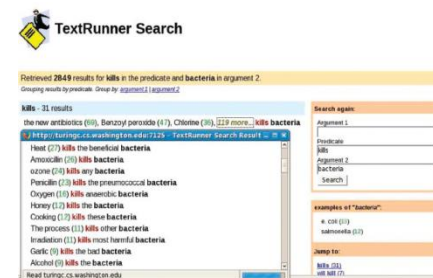 TextRunner Search
Retrieved 2849 results for kills in the predicate and bacteria in argument 2.
Grouping results by predicate. Group by: argument 1 | argument 2
kills - 31 results
the new antibiotics (69), Benzoyl peroxide (47), Chlorine (36), 119 more... kills bacteria
http://turingc.cs.washington.edu:7125 - TextRunner Search Result
Heat (27) kills the beneficial bacteria
Amoxicillin (26) kills bacteria
ozone (24) kills any bacteria
Penicillin (23) kills the pneumococcal bacteria
Oxygen (16) kills anaerobic bacteria
Honey (12) kills the bacteria
Cooking (12) kills these bacteria
The process (11) kills other bacteria
Irradiation (11) kills most harmful bacteria
Garlic (9) kills the bad bacteria
Alcohol (9) kills the bacteria
Read turingc.cs.washington.edu
Search again:
Argument 1
Predicate
kills
Argument 2
bacteria
Search
examples of "bacteria":
e. coli (13)
salmonella (12)
Jump to:
kills (31)
will kill (7)